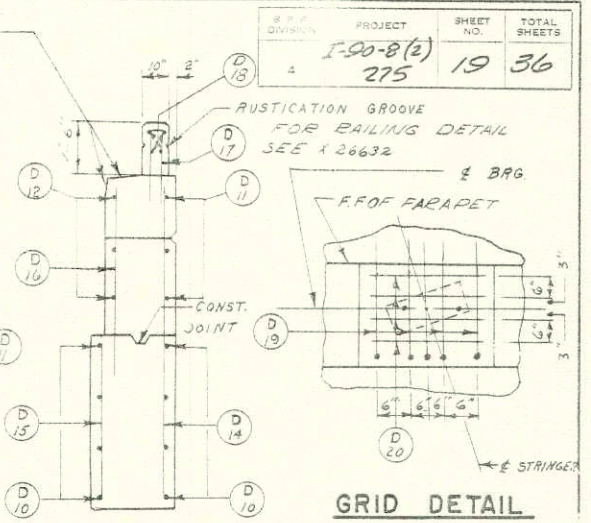 B.P.R. DIVISION
PROJECT
SHEET NO.
TOTAL SHEETS
4
I-90-8(2) 275
19
36
10"
2"
D 18
RUSTICATION GROOVE
FOR RAILING DETAIL
SEE X 26632
D 17
D 12
D 11
℄ BRG
F.F OF PARAPET
D 16
CONST. JOINT
D 19
3"
6"
6"
3"
D 15
D 14
6"
6"
6"
6"
D 20
D 10
D 10
℄ STRINGER
GRID DETAIL